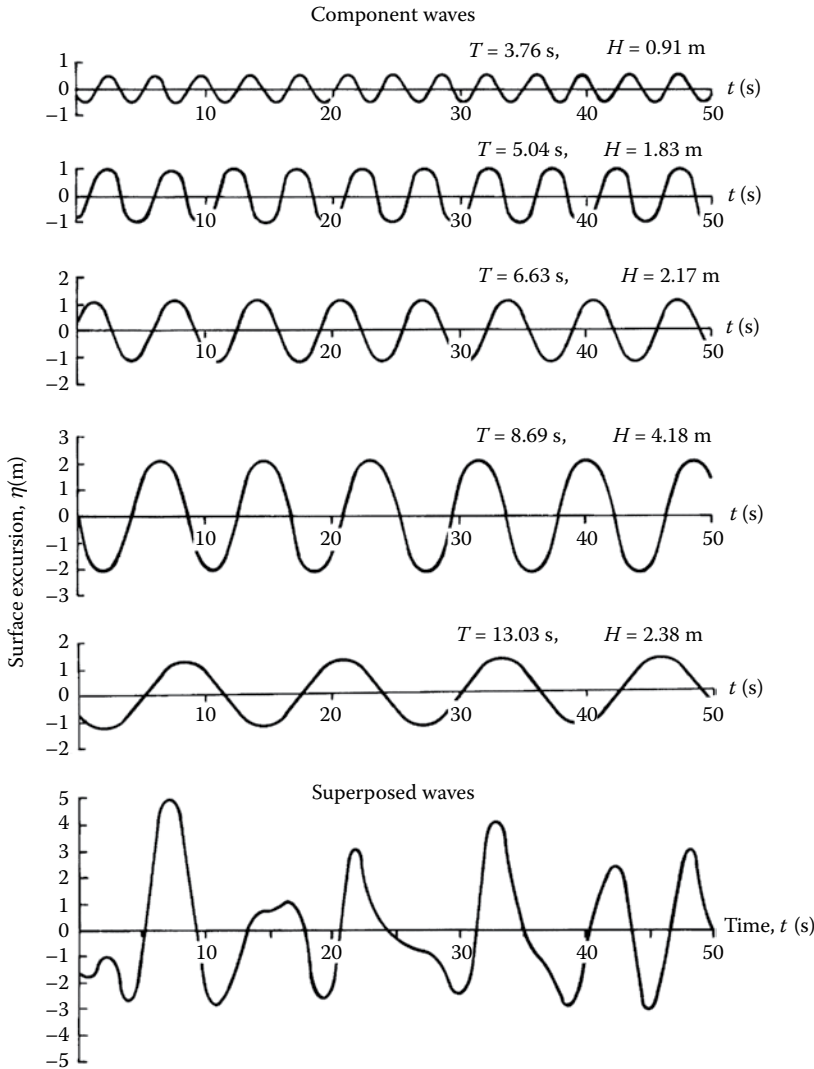 Component waves
T = 3.76 s, H = 0.91 m
1
0
–1
10 20 30 40 50
t (s)
T = 5.04 s, H = 1.83 m
1
0
–1
10 20 30 40 50
t (s)
T = 6.63 s, H = 2.17 m
2
1
0
–1
–2
10 20 30 40 50
t (s)
Surface excursion, η(m)
T = 8.69 s, H = 4.18 m
3
2
1
0
–1
–2
–3
10 20 30 40 50
t (s)
T = 13.03 s, H = 2.38 m
2
1
0
–1
–2
10 20 30 40 50
t (s)
Superposed waves
5
4
3
2
1
0
–1
–2
–3
–4
–5
10 20 30 40 50
Time, t (s)